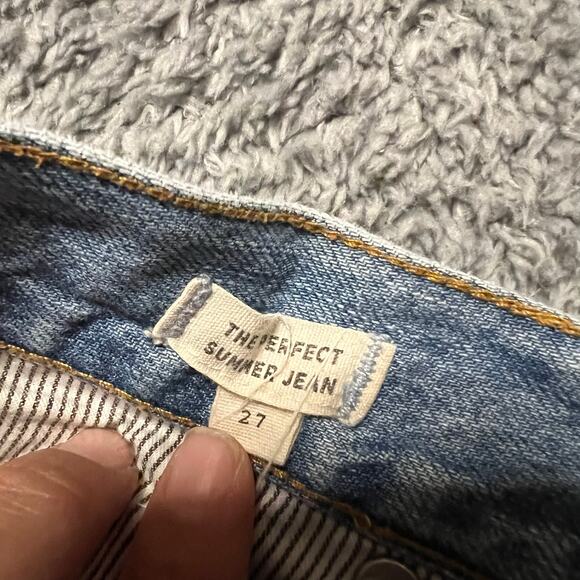 THE PERFECT
SUMMER JEAN
27